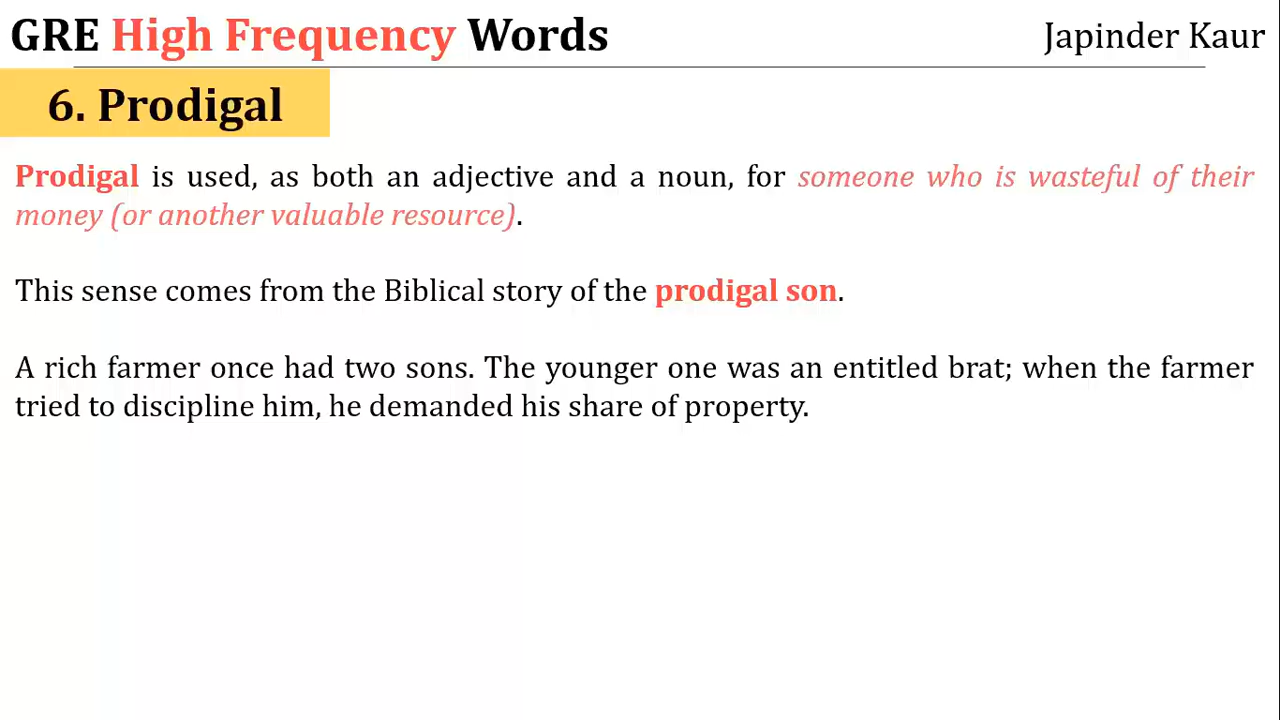 GRE High Frequency Words
Japinder Kaur
6. Prodigal
Prodigal is used, as both an adjective and a noun, for someone who is wasteful of their
money (or another valuable resource).
This sense comes from the Biblical story of the prodigal son.
A rich farmer once had two sons. The younger one was an entitled brat; when the farmer
tried to discipline him, he demanded his share of property.